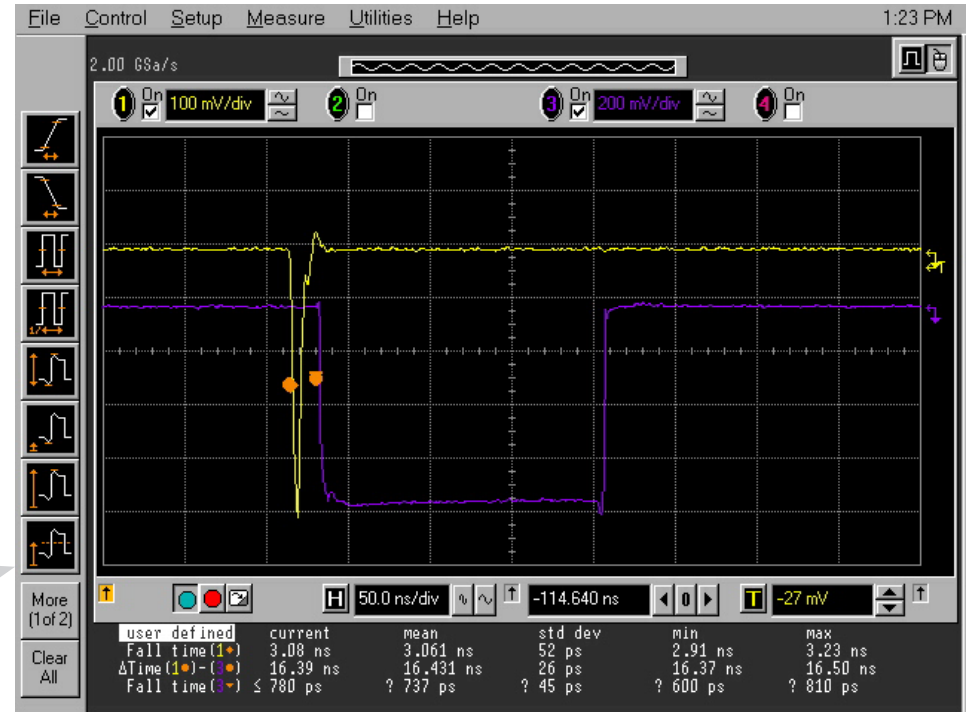 File Control Setup Measure Utilities Help 1:23 PM
2.00 GSa/s
1 On 100 mV/div 2 On 3 On 200 mV/div 4 On
T
1/
More
(1of 2)
Clear
All
H 50.0 ns/div -114.640 ns 0 T -27 mV
user defined current mean std dev min max
Fall time(1◆) 3.08 ns 3.061 ns 52 ps 2.91 ns 3.23 ns
ΔTime(1●)-(3●) 16.39 ns 16.431 ns 26 ps 16.37 ns 16.50 ns
Fall time(3▾) ≤ 780 ps ? 737 ps ? 45 ps ? 600 ps ? 810 ps